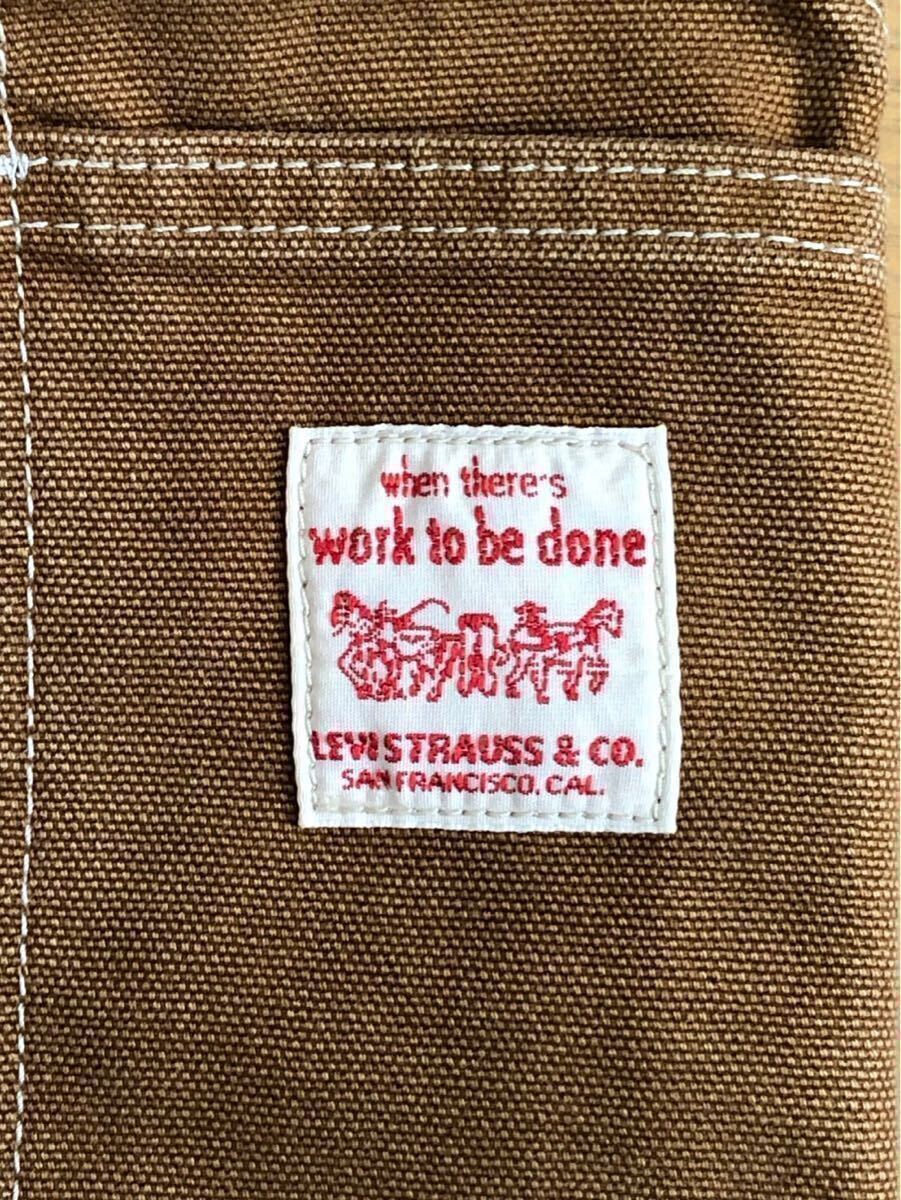 when there's
work to be done
LEVI STRAUSS & CO.
SAN FRANCISCO. CAL.